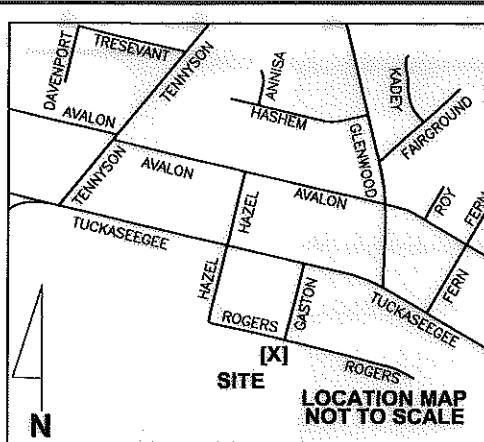 TRESEVANT
DAVENPORT
TENNYSON
ANNISA
KADEY
HASHEM
GLENWOOD
FAIRGROUND
AVALON
TENNYSON
AVALON
HAZEL
AVALON
ROY
FERN
TUCKASEEGEE
HAZEL
GASTON
FERN
TUCKASEEGEE
ROGERS
[X]
ROGERS
SITE
LOCATION MAP
NOT TO SCALE
N